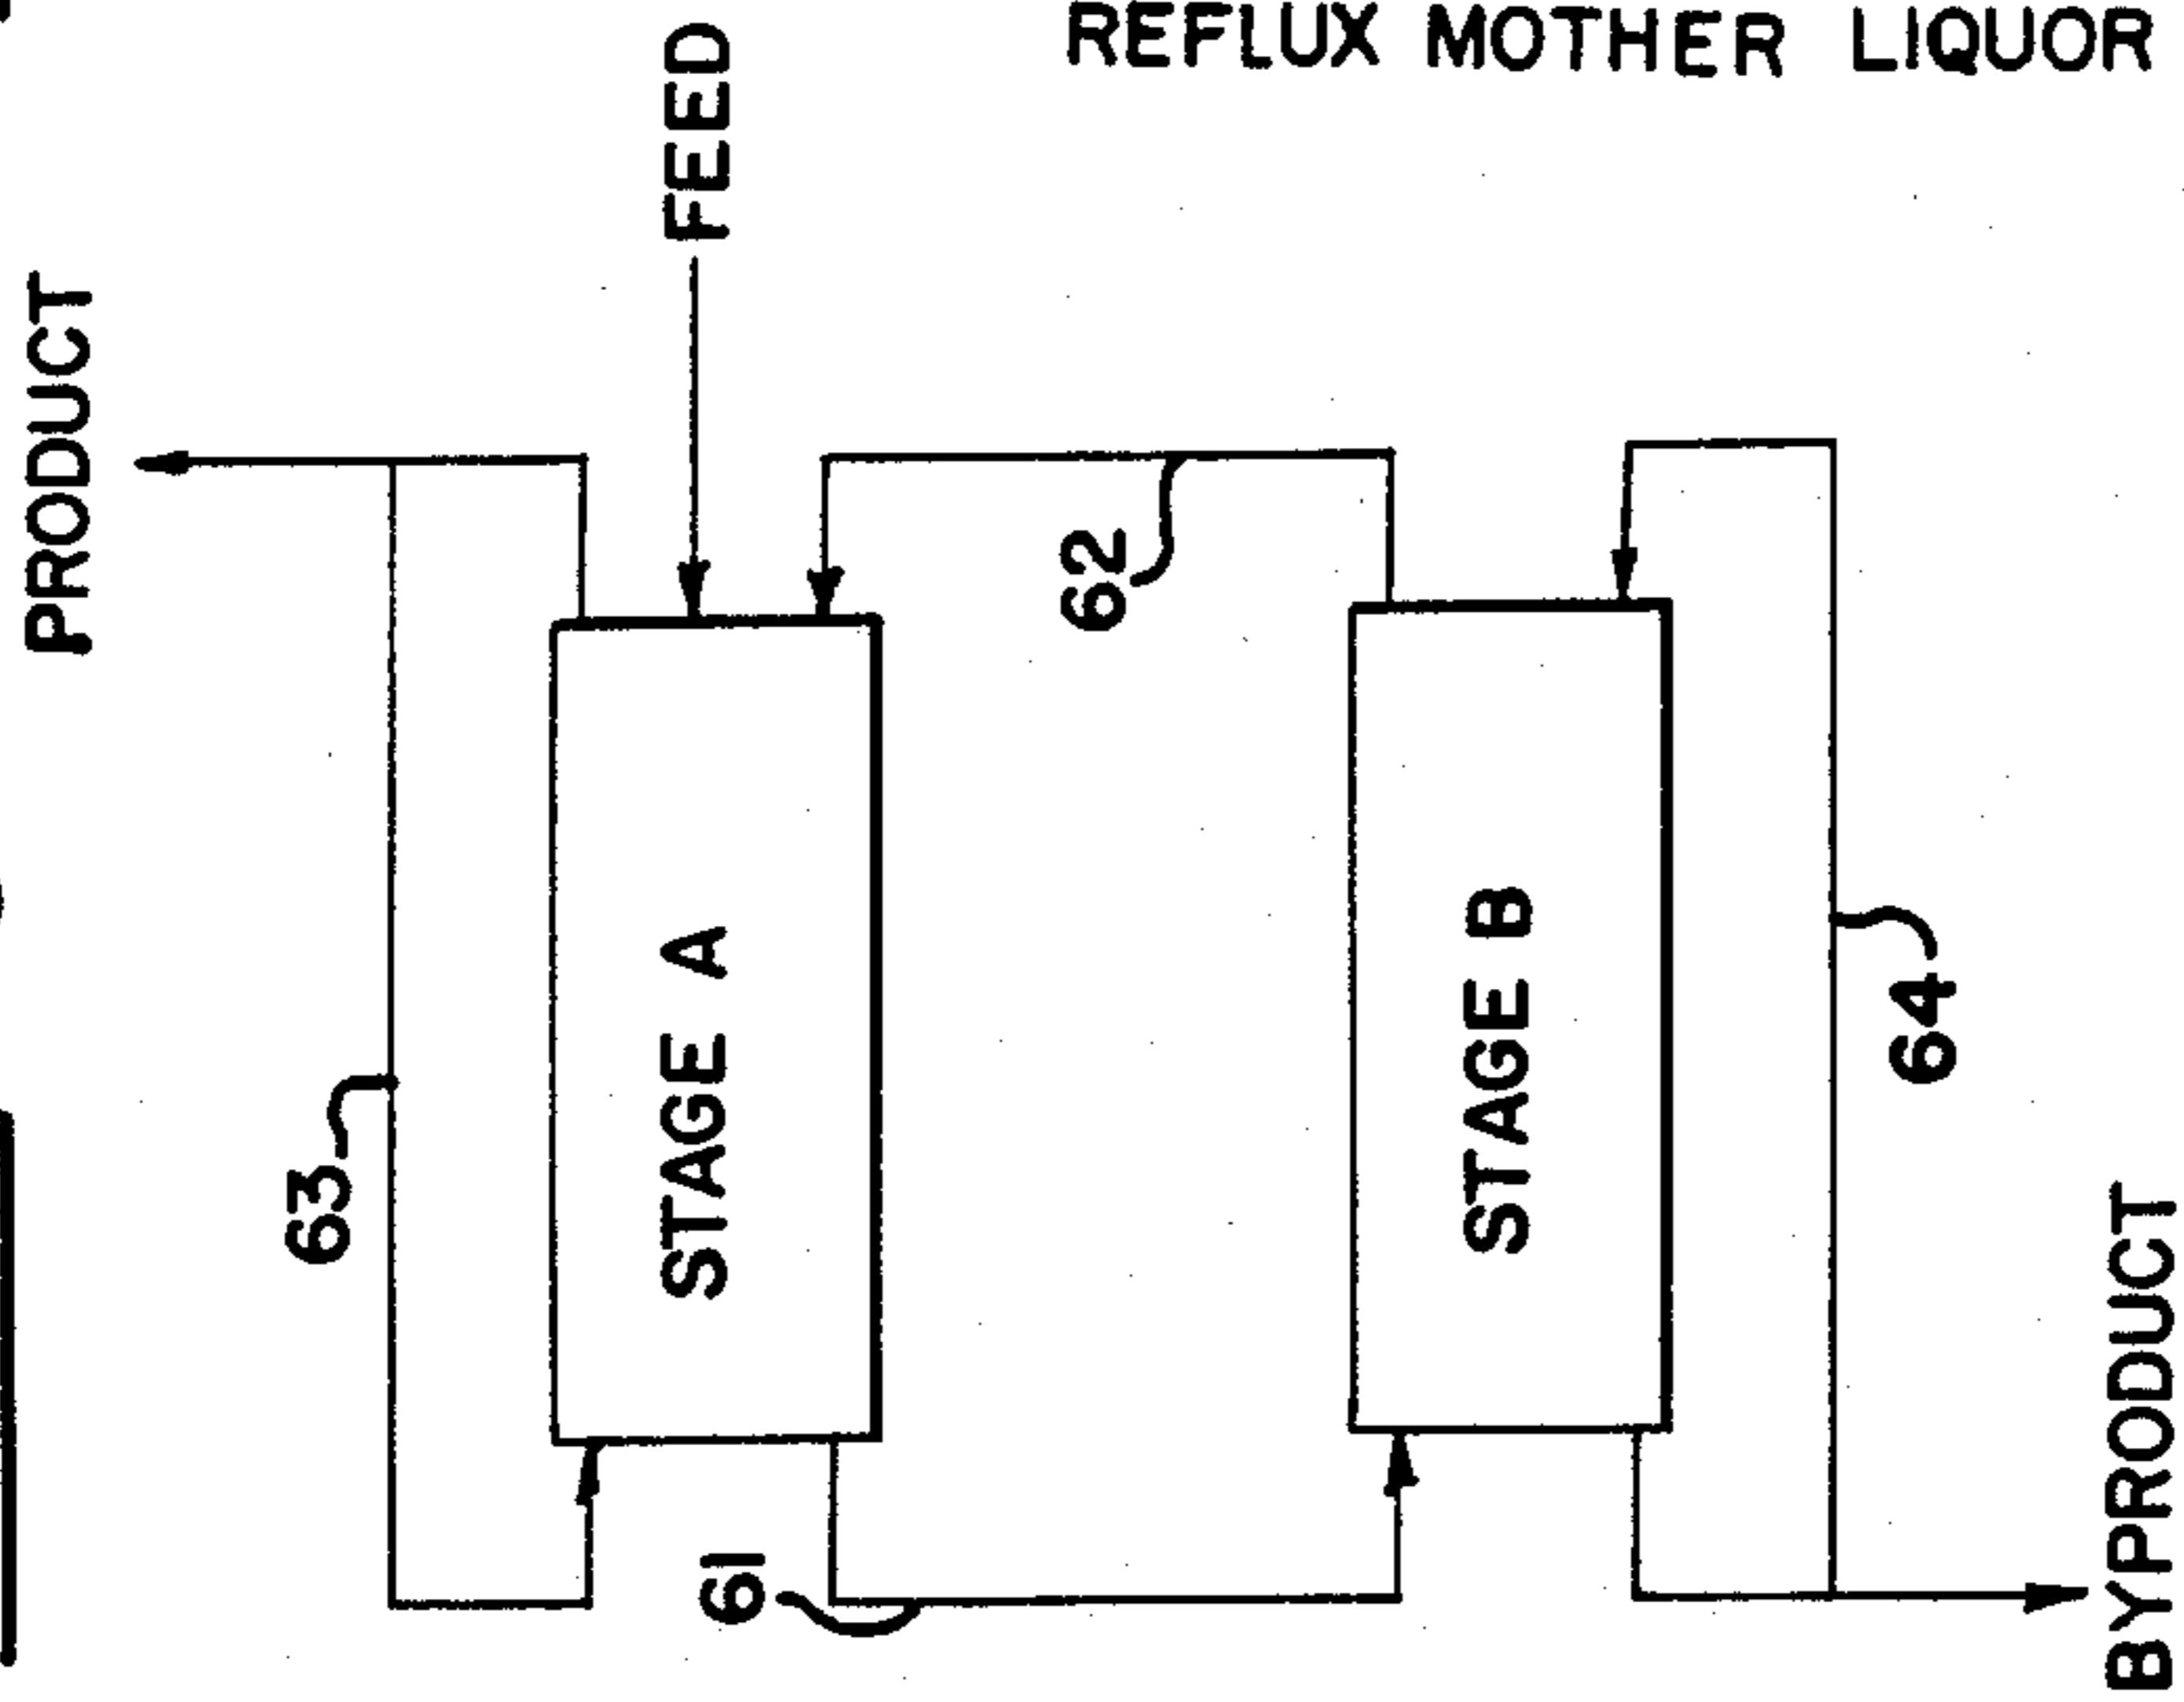 REFLUX MOTHER LIQUOR
FEED
PRODUCT
62
STAGE A
STAGE B
64
63
61
BYPRODUCT